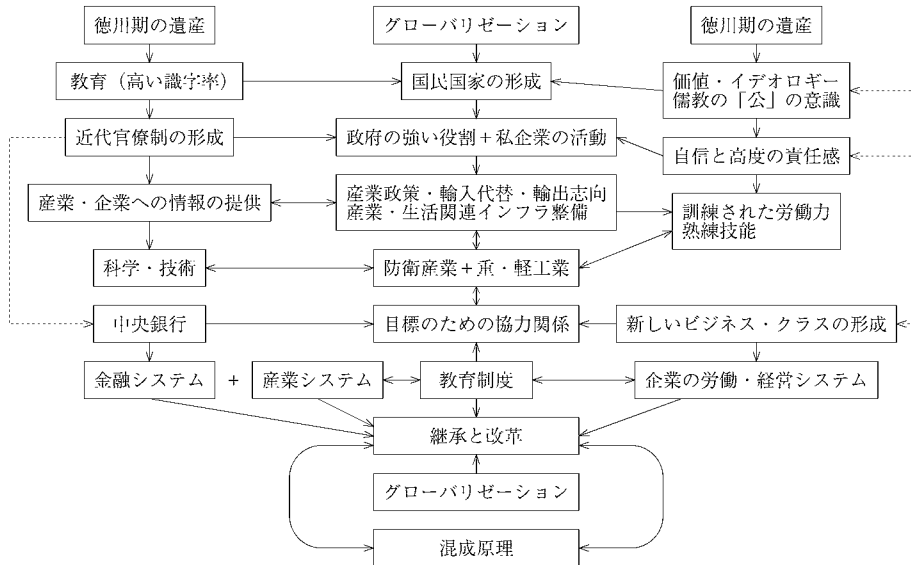 徳川期の遺産
グローバリゼーション
徳川期の遺産
教育（高い識字率）
国民国家の形成
価値・イデオロギー
儒教の「公」の意識
近代官僚制の形成
政府の強い役割＋私企業の活動
自信と高度の責任感
産業・企業への情報の提供
産業政策・輸入代替・輸出志向
産業・生活関連インフラ整備
訓練された労働力
熟練技能
科学・技術
防衛産業＋重・軽工業
中央銀行
目標のための協力関係
新しいビジネス・クラスの形成
金融システム
+
産業システム
教育制度
企業の労働・経営システム
継承と改革
グローバリゼーション
混成原理